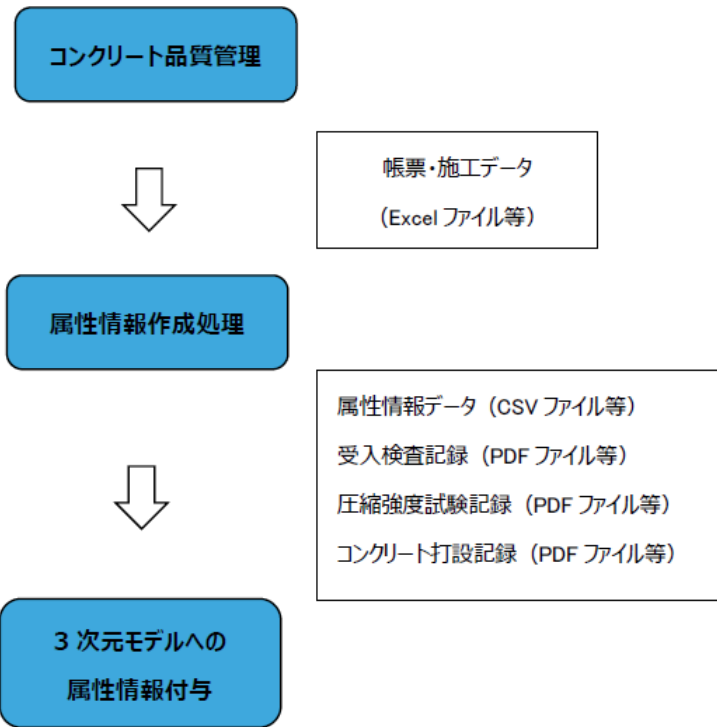 コンクリート品質管理
帳票・施工データ
(Excel ファイル等)
属性情報作成処理
属性情報データ (CSV ファイル等)
受入検査記録 (PDF ファイル等)
圧縮強度試験記録 (PDF ファイル等)
コンクリート打設記録 (PDF ファイル等)
3 次元モデルへの
属性情報付与